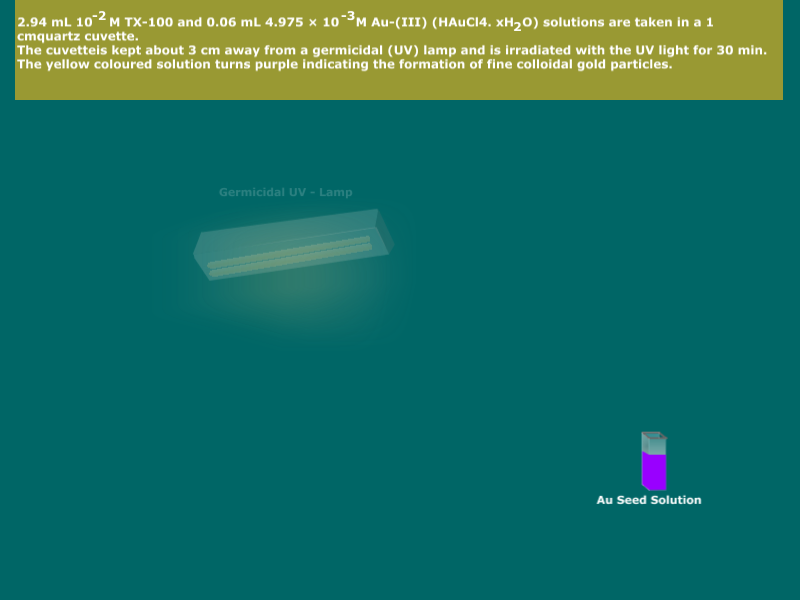 2.94 mL 10⁻² M TX-100 and 0.06 mL 4.975 × 10⁻³M Au-(III) (HAuCl4. xH₂O) solutions are taken in a 1
cmquartz cuvette.
The cuvetteis kept about 3 cm away from a germicidal (UV) lamp and is irradiated with the UV light for 30 min.
The yellow coloured solution turns purple indicating the formation of fine colloidal gold particles.
Germicidal UV - Lamp
Au Seed Solution